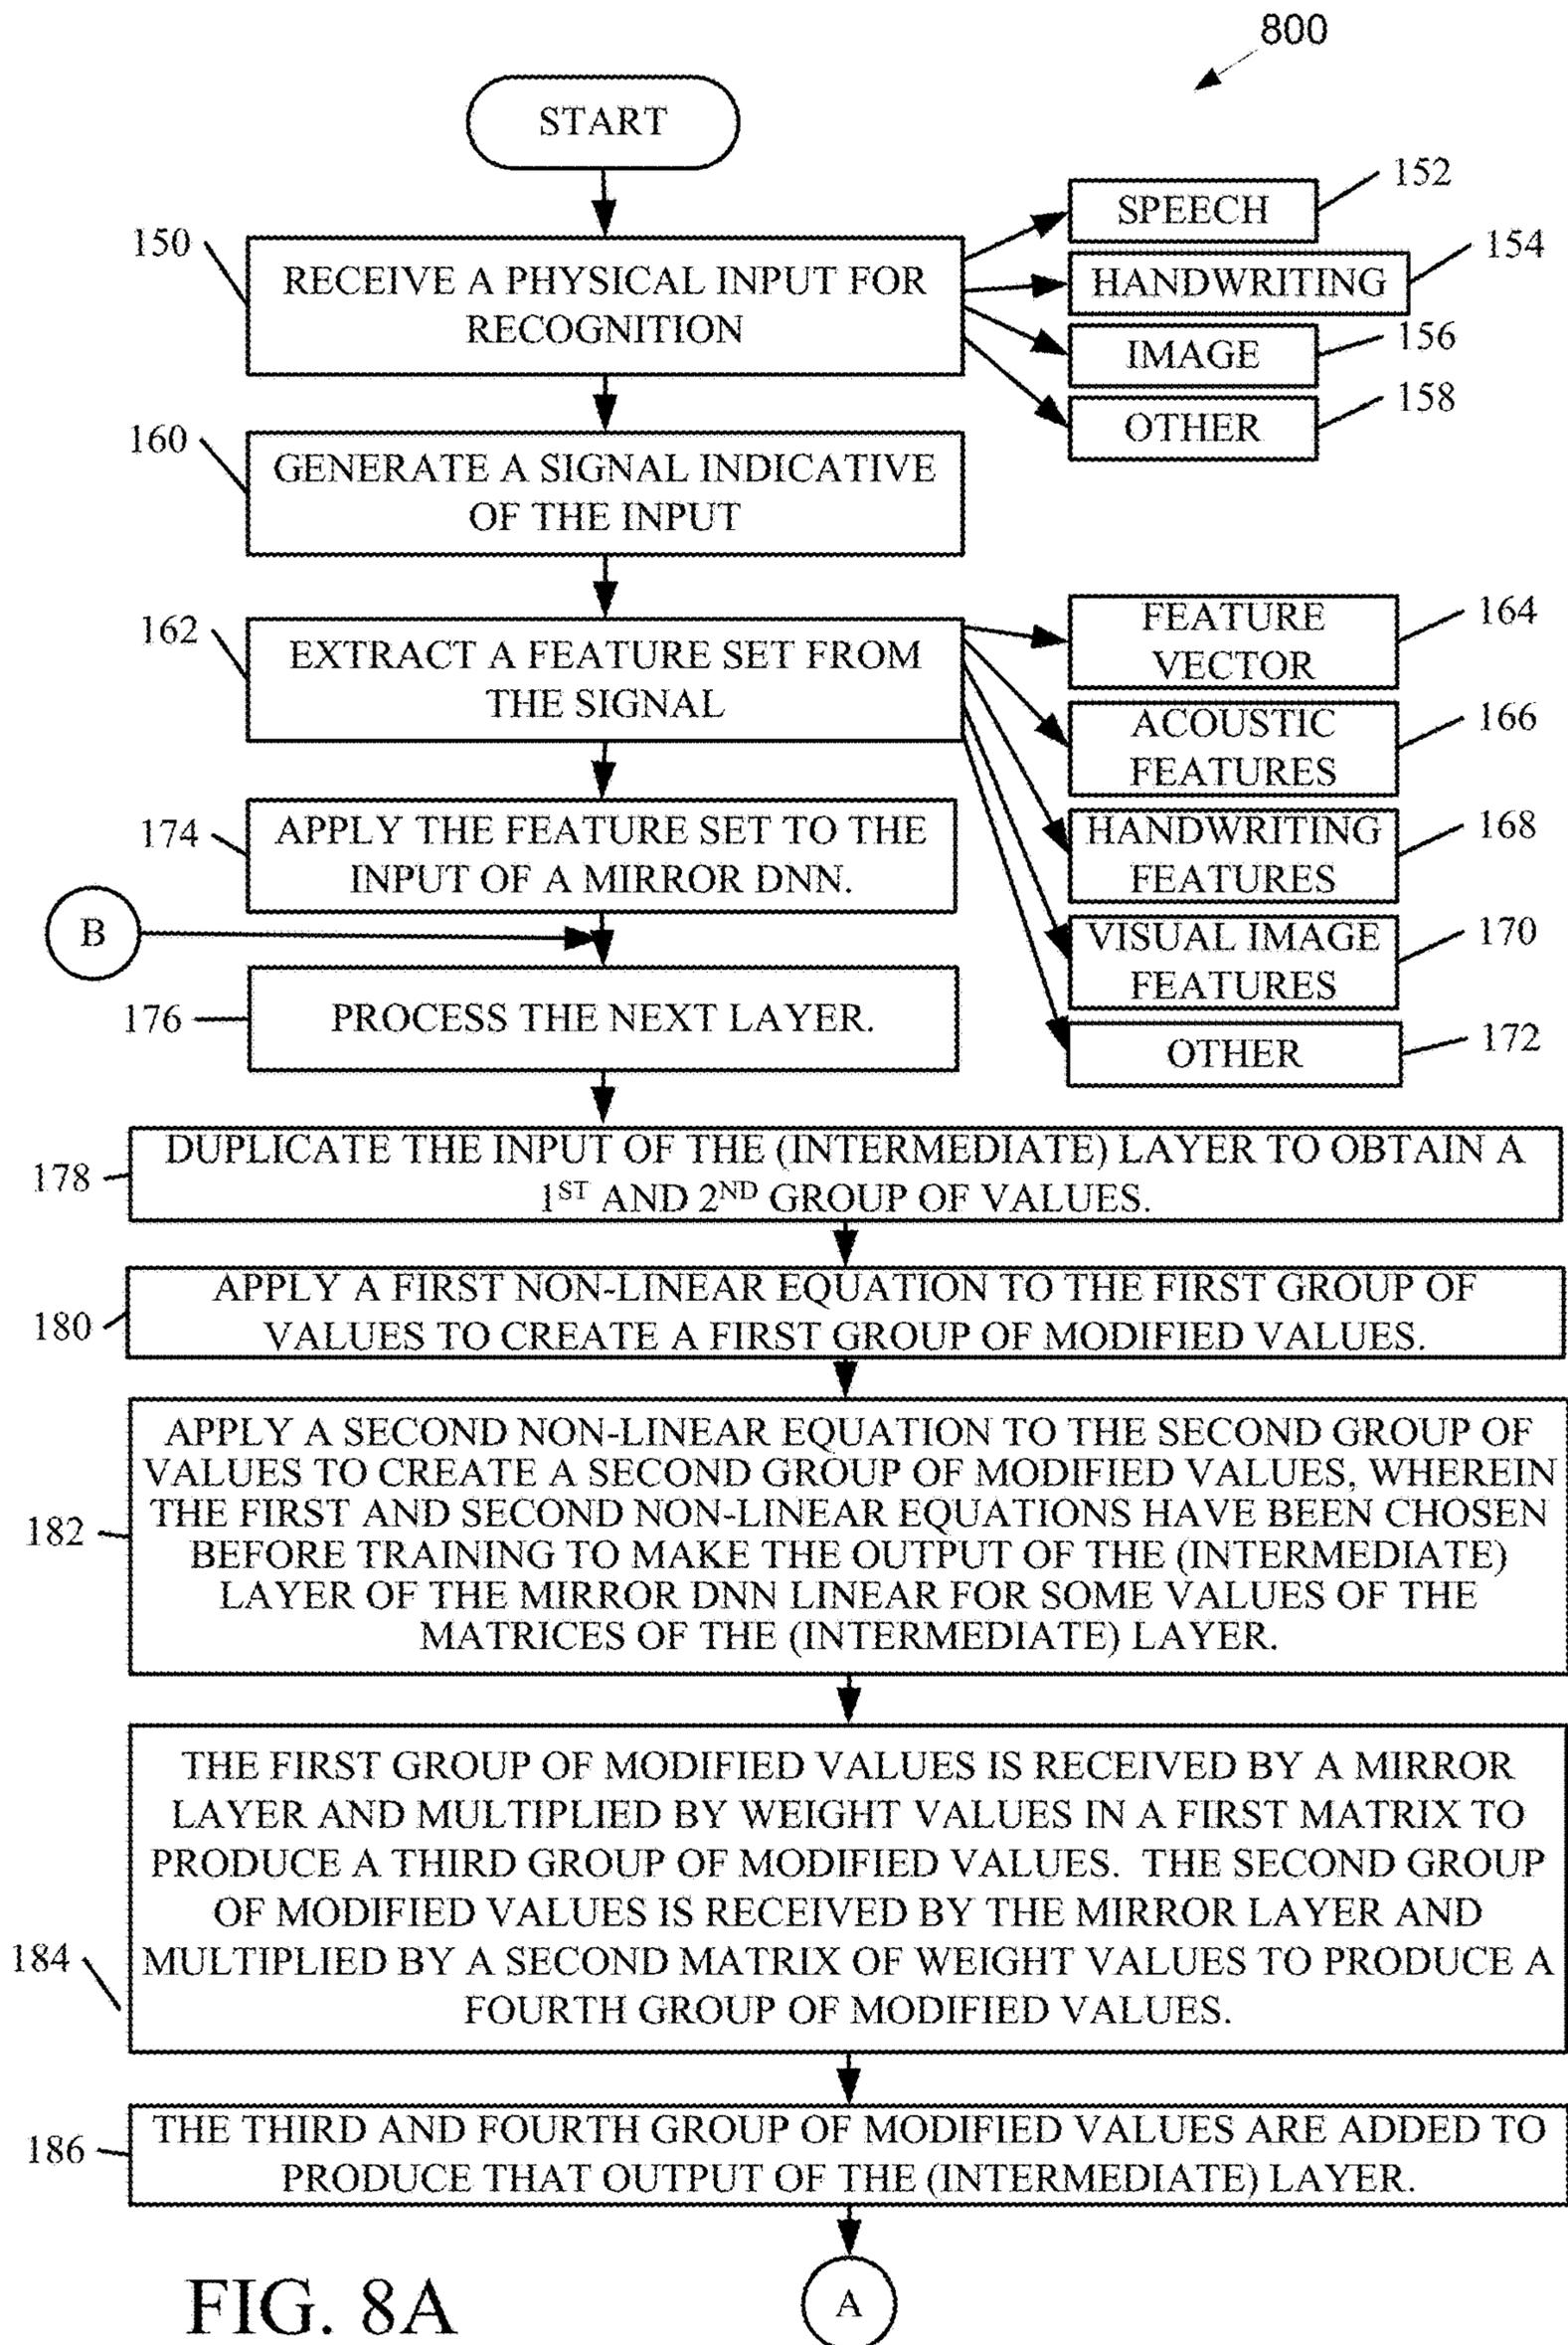 800
START
150
RECEIVE A PHYSICAL INPUT FOR
RECOGNITION
SPEECH
152
HANDWRITING
154
IMAGE
156
OTHER
158
160
GENERATE A SIGNAL INDICATIVE
OF THE INPUT
162
EXTRACT A FEATURE SET FROM
THE SIGNAL
FEATURE
VECTOR
164
ACOUSTIC
FEATURES
166
HANDWRITING
FEATURES
168
VISUAL IMAGE
FEATURES
170
OTHER
172
174
APPLY THE FEATURE SET TO THE
INPUT OF A MIRROR DNN.
B
176
PROCESS THE NEXT LAYER.
178
DUPLICATE THE INPUT OF THE (INTERMEDIATE) LAYER TO OBTAIN A
1ST AND 2ND GROUP OF VALUES.
180
APPLY A FIRST NON-LINEAR EQUATION TO THE FIRST GROUP OF
VALUES TO CREATE A FIRST GROUP OF MODIFIED VALUES.
182
APPLY A SECOND NON-LINEAR EQUATION TO THE SECOND GROUP OF
VALUES TO CREATE A SECOND GROUP OF MODIFIED VALUES, WHEREIN
THE FIRST AND SECOND NON-LINEAR EQUATIONS HAVE BEEN CHOSEN
BEFORE TRAINING TO MAKE THE OUTPUT OF THE (INTERMEDIATE)
LAYER OF THE MIRROR DNN LINEAR FOR SOME VALUES OF THE
MATRICES OF THE (INTERMEDIATE) LAYER.
184
THE FIRST GROUP OF MODIFIED VALUES IS RECEIVED BY A MIRROR
LAYER AND MULTIPLIED BY WEIGHT VALUES IN A FIRST MATRIX TO
PRODUCE A THIRD GROUP OF MODIFIED VALUES. THE SECOND GROUP
OF MODIFIED VALUES IS RECEIVED BY THE MIRROR LAYER AND
MULTIPLIED BY A SECOND MATRIX OF WEIGHT VALUES TO PRODUCE A
FOURTH GROUP OF MODIFIED VALUES.
186
THE THIRD AND FOURTH GROUP OF MODIFIED VALUES ARE ADDED TO
PRODUCE THAT OUTPUT OF THE (INTERMEDIATE) LAYER.
A
FIG. 8A